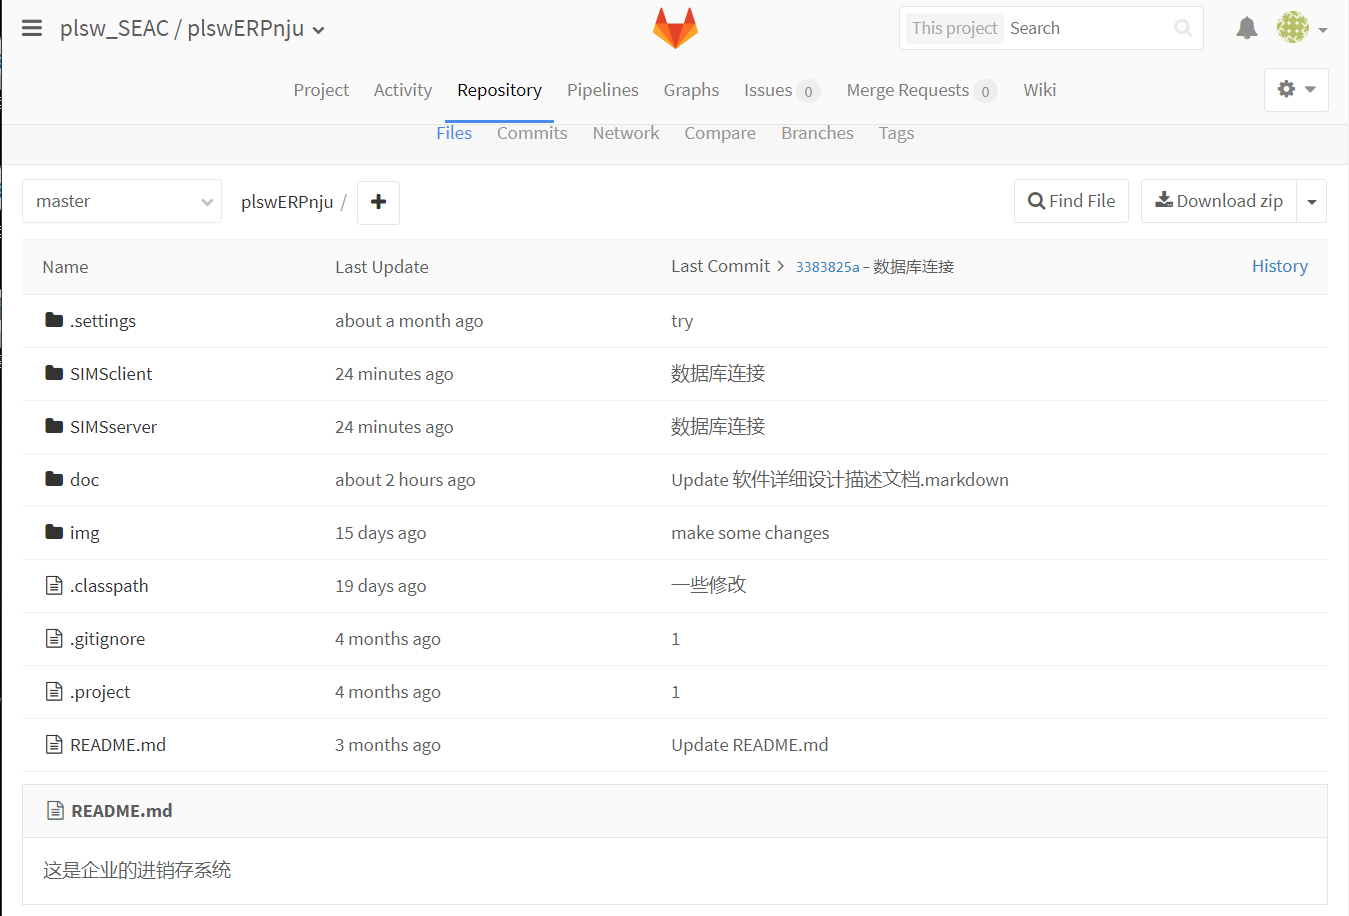 plsw_SEAC / plswERPnju
This project Search
Project Activity Repository Pipelines Graphs Issues 0 Merge Requests 0 Wiki
Files Commits Network Compare Branches Tags
master plswERPnju / Find File Download zip
Name Last Update Last Commit > 3383825a – 数据库连接 History
.settings about a month ago try
SIMSclient 24 minutes ago 数据库连接
SIMSserver 24 minutes ago 数据库连接
doc about 2 hours ago Update 软件详细设计描述文档.markdown
img 15 days ago make some changes
.classpath 19 days ago 一些修改
.gitignore 4 months ago 1
.project 4 months ago 1
README.md 3 months ago Update README.md
README.md
这是企业的进销存系统